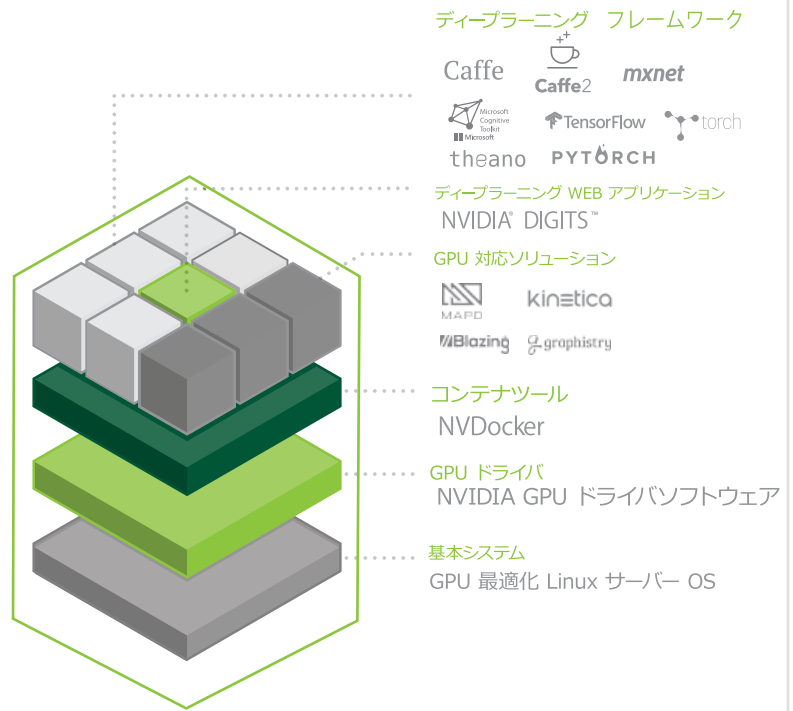 ディープラーニング フレームワーク
Caffe
Caffe2
mxnet
Microsoft
Cognitive
Toolkit
Microsoft
TensorFlow
torch
theano
PYTORCH
ディープラーニング WEB アプリケーション
NVIDIA® DIGITS™
GPU 対応ソリューション
MAPD
kinetica
Blazing
graphistry
コンテナツール
NVDocker
GPU ドライバ
NVIDIA GPU ドライバソフトウェア
基本システム
GPU 最適化 Linux サーバー OS